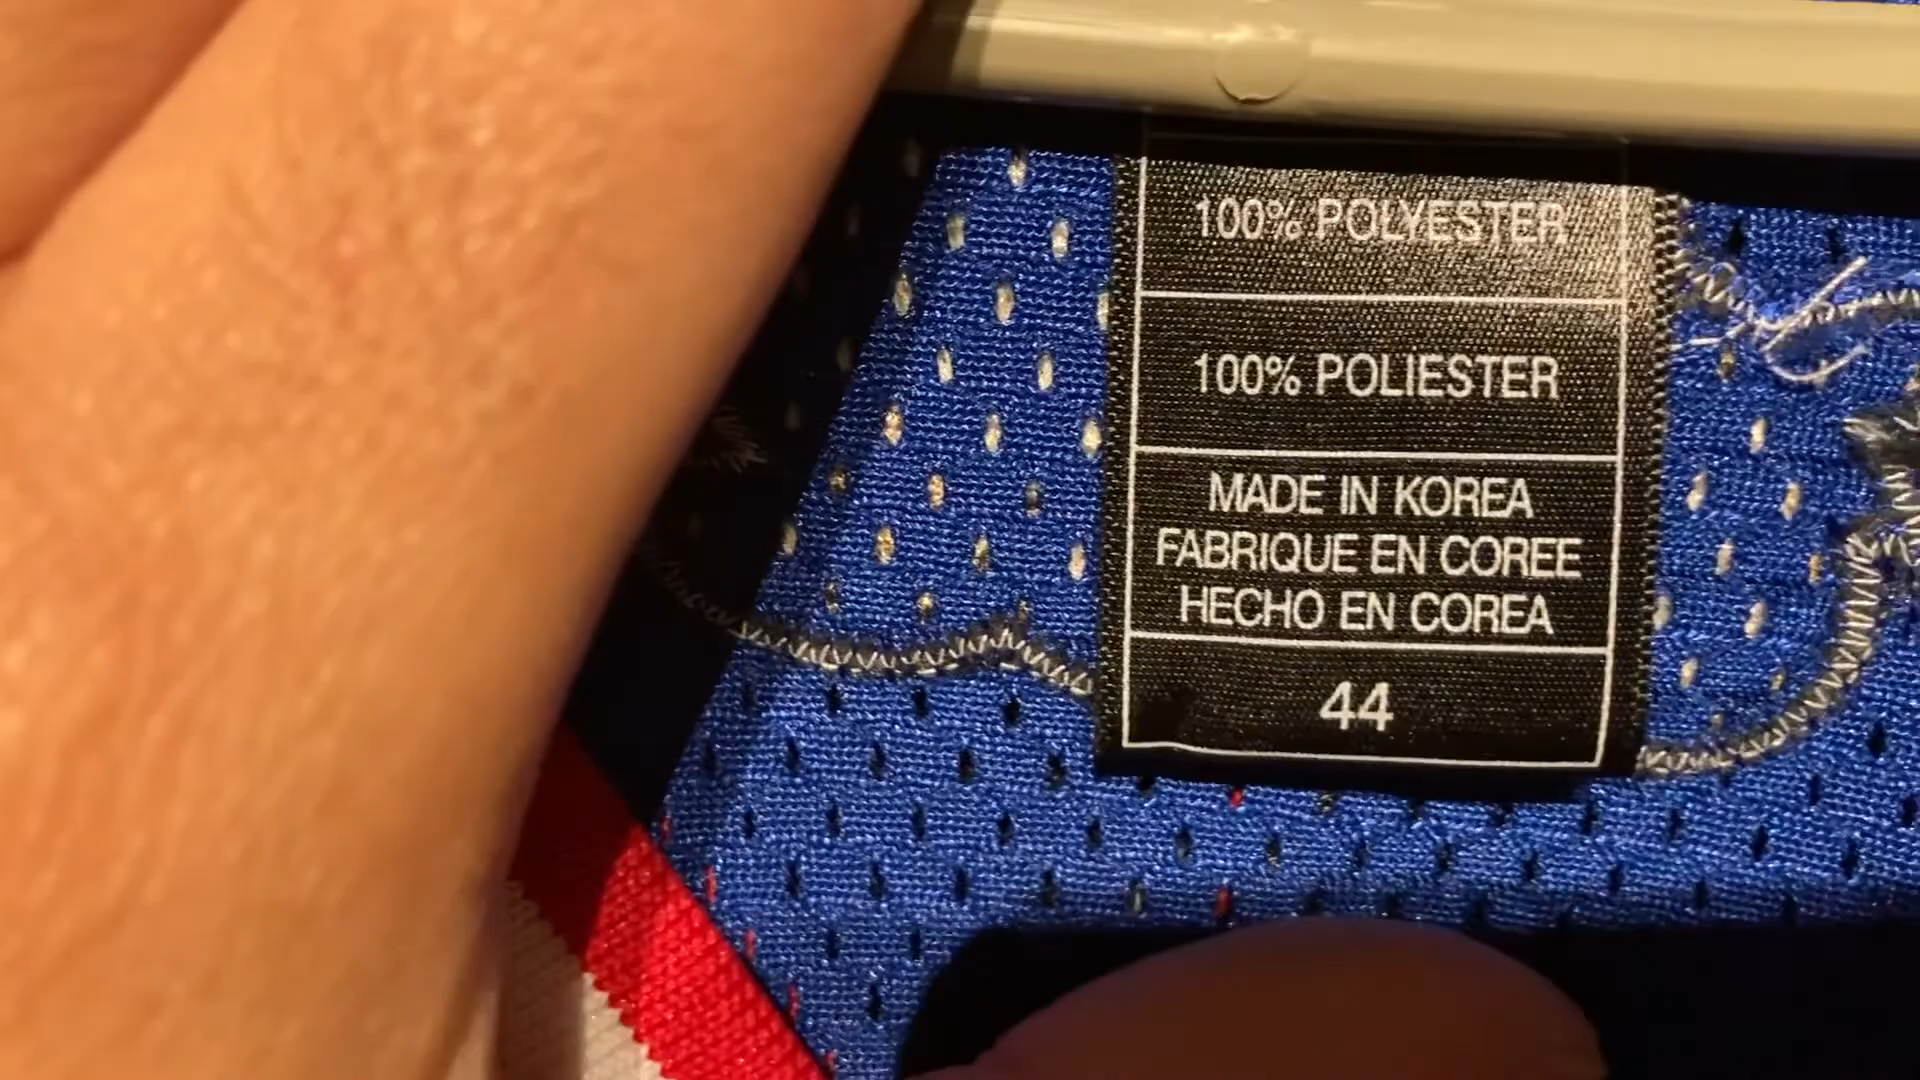 100% POLYESTER
100% POLIESTER
MADE IN KOREA
FABRIQUE EN COREE
HECHO EN COREA
44